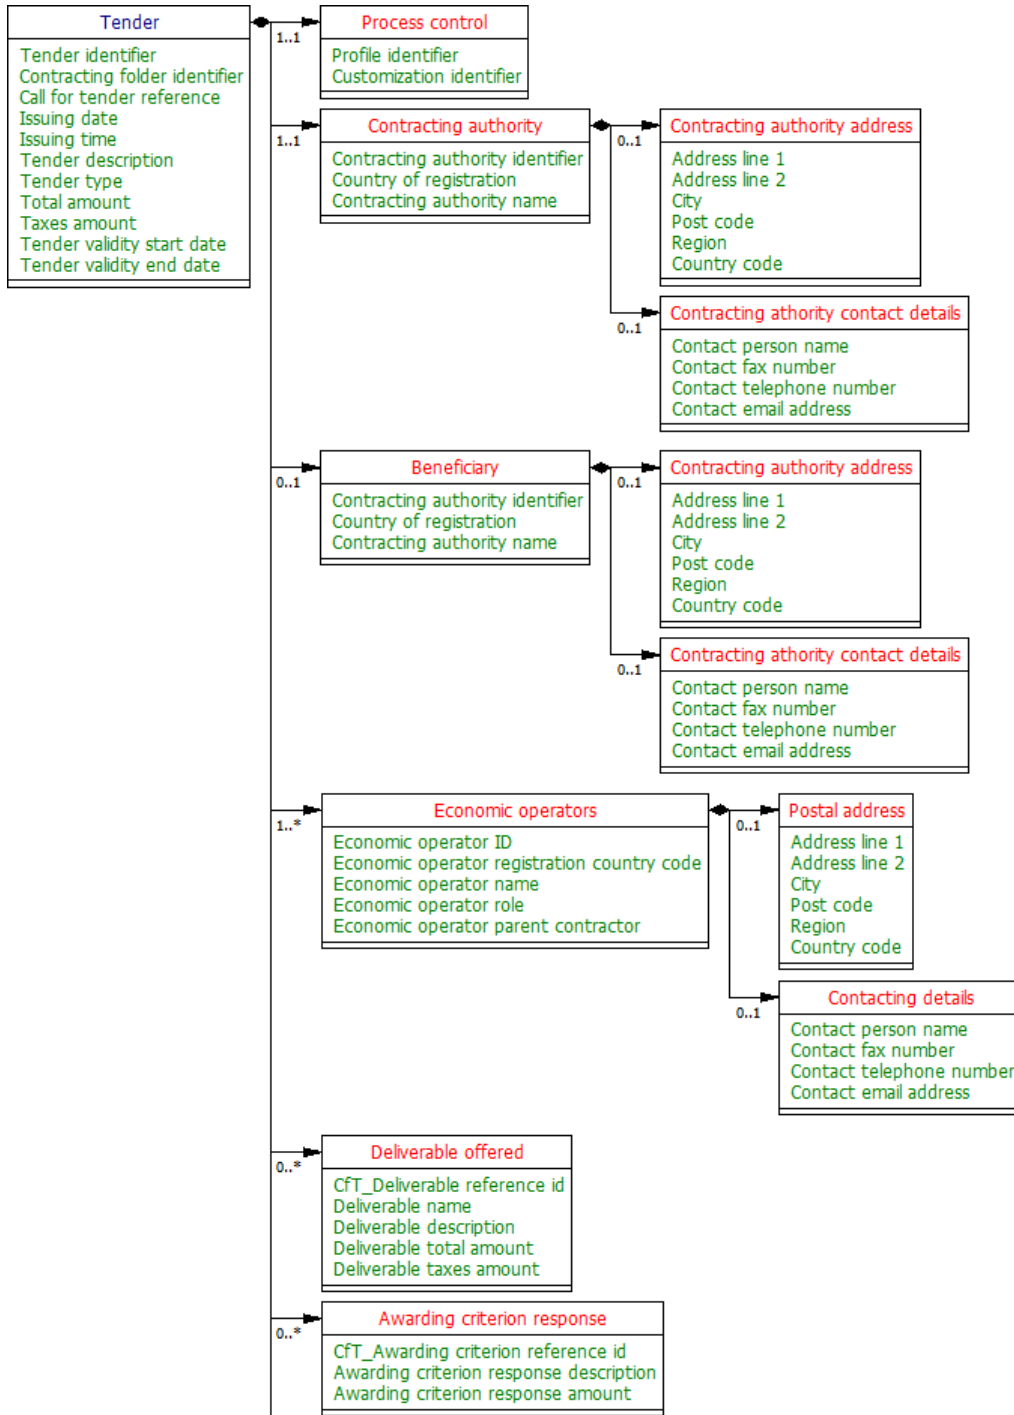 Tender
Tender identifier
Contracting folder identifier
Call for tender reference
Issuing date
Issuing time
Tender description
Tender type
Total amount
Taxes amount
Tender validity start date
Tender validity end date
1..1
Process control
Profile identifier
Customization identifier
1..1
Contracting authority
Contracting authority identifier
Country of registration
Contracting authority name
0..1
Contracting authority address
Address line 1
Address line 2
City
Post code
Region
Country code
0..1
Contracting athority contact details
Contact person name
Contact fax number
Contact telephone number
Contact email address
0..1
Beneficiary
Contracting authority identifier
Country of registration
Contracting authority name
0..1
Contracting authority address
Address line 1
Address line 2
City
Post code
Region
Country code
0..1
Contracting athority contact details
Contact person name
Contact fax number
Contact telephone number
Contact email address
1..*
Economic operators
Economic operator ID
Economic operator registration country code
Economic operator name
Economic operator role
Economic operator parent contractor
0..1
Postal address
Address line 1
Address line 2
City
Post code
Region
Country code
0..1
Contacting details
Contact person name
Contact fax number
Contact telephone number
Contact email address
0..*
Deliverable offered
CfT_Deliverable reference id
Deliverable name
Deliverable description
Deliverable total amount
Deliverable taxes amount
0..*
Awarding criterion response
CfT_Awarding criterion reference id
Awarding criterion response description
Awarding criterion response amount